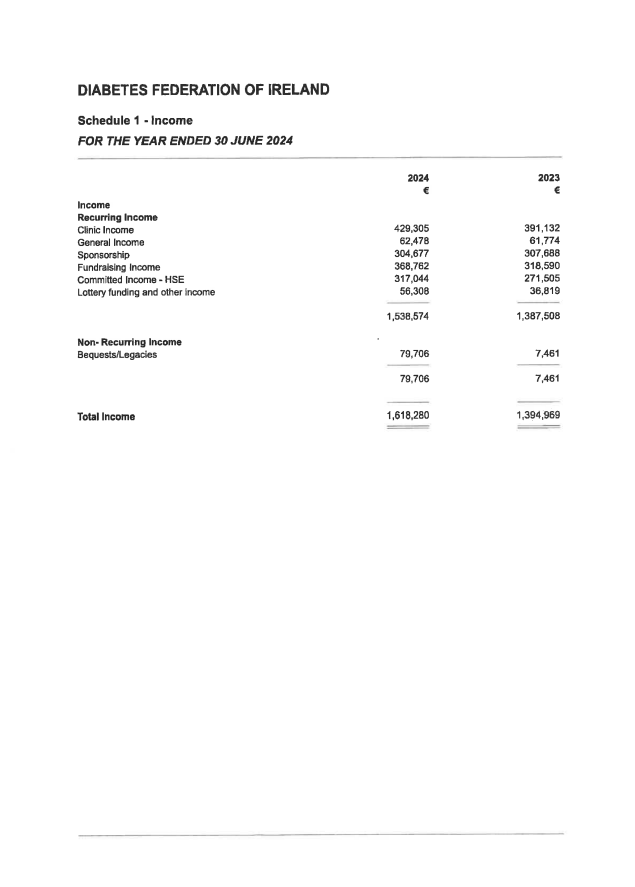 DIABETES FEDERATION OF IRELAND
Schedule 1 - Income
FOR THE YEAR ENDED 30 JUNE 2024
2024 2023
€ €
Income
Recurring Income
Clinic Income 429,305 391,132
General Income 62,478 61,774
Sponsorship 304,677 307,688
Fundraising Income 368,762 318,590
Committed Income - HSE 317,044 271,505
Lottery funding and other income 56,308 36,819
1,538,574 1,387,508
Non- Recurring Income
Bequests/Legacies 79,706 7,461
79,706 7,461
Total Income 1,618,280 1,394,969